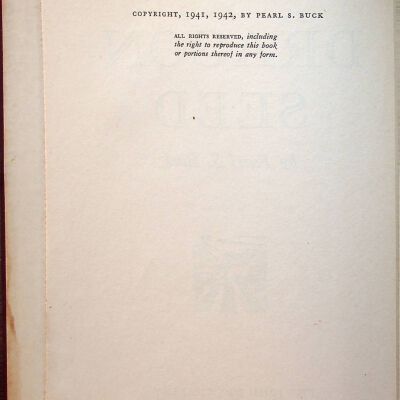 COPYRIGHT, 1941, 1942, BY PEARL S. BUCK
ALL RIGHTS RESERVED, including
the right to reproduce this book
or portions thereof in any form.